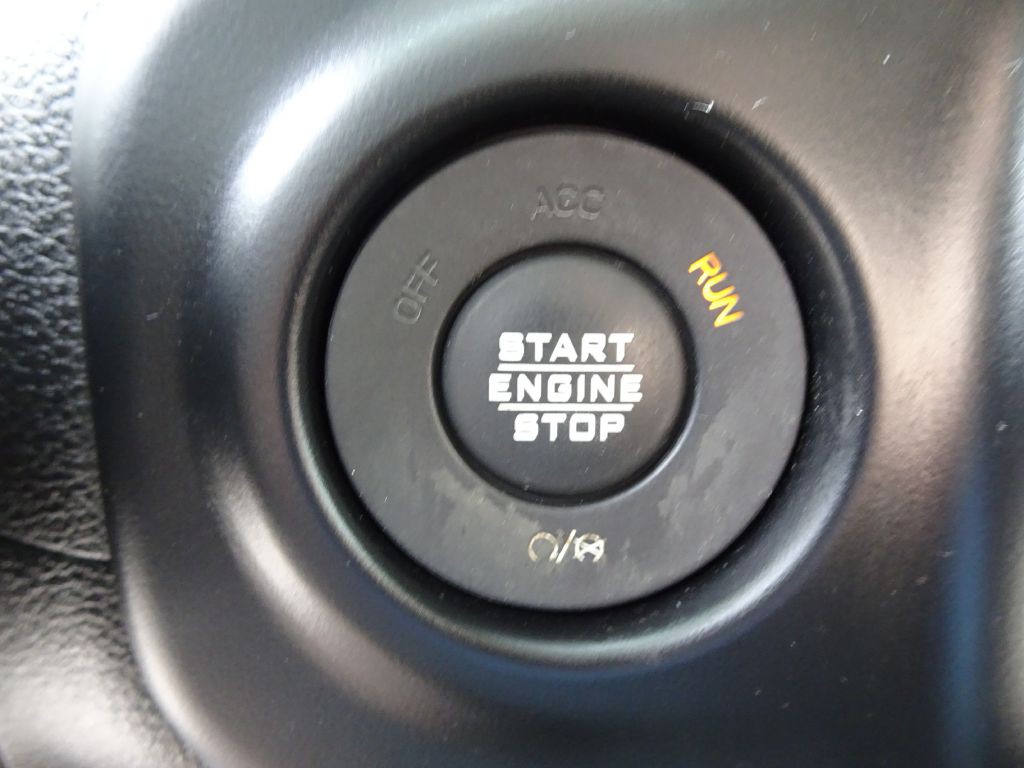 ACC
OFF
RUN
START
ENGINE
STOP